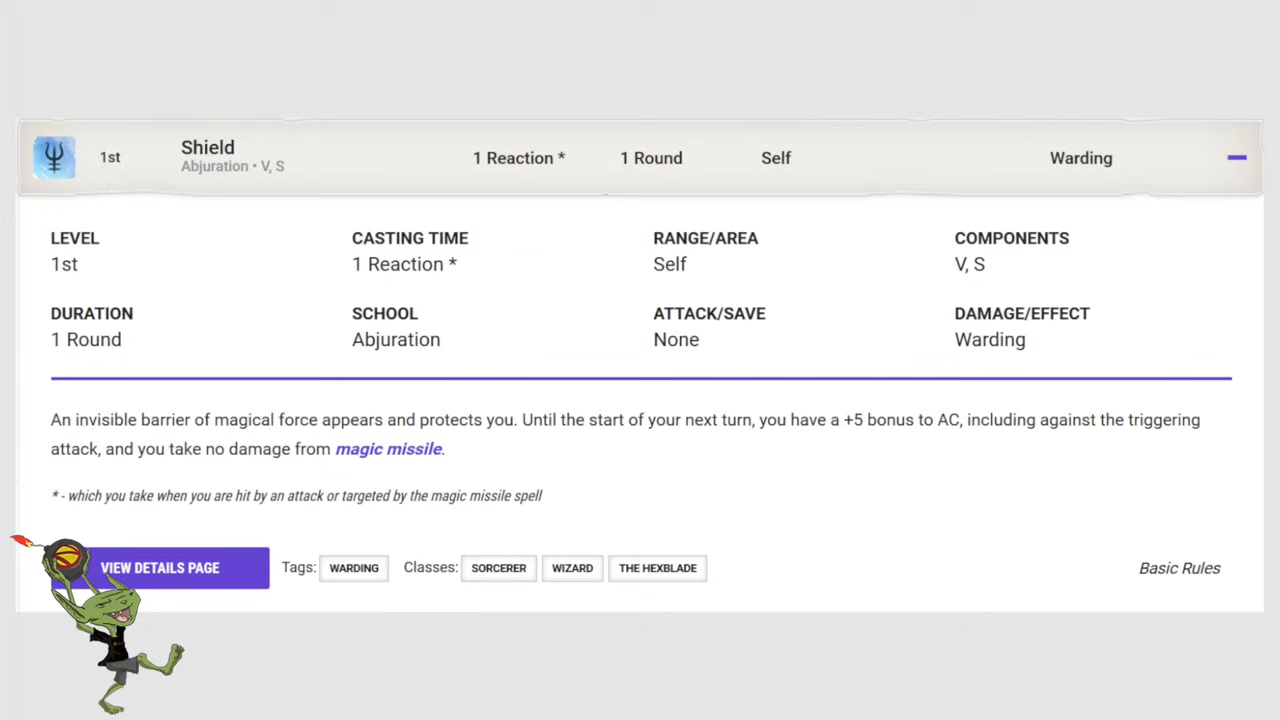 1st Shield 1 Reaction * 1 Round Self Warding
Abjuration • V, S
LEVEL CASTING TIME RANGE/AREA COMPONENTS
1st 1 Reaction * Self V, S
DURATION SCHOOL ATTACK/SAVE DAMAGE/EFFECT
1 Round Abjuration None Warding
An invisible barrier of magical force appears and protects you. Until the start of your next turn, you have a +5 bonus to AC, including against the triggering
attack, and you take no damage from magic missile.
* - which you take when you are hit by an attack or targeted by the magic missile spell
VIEW DETAILS PAGE Tags: WARDING Classes: SORCERER WIZARD THE HEXBLADE Basic Rules